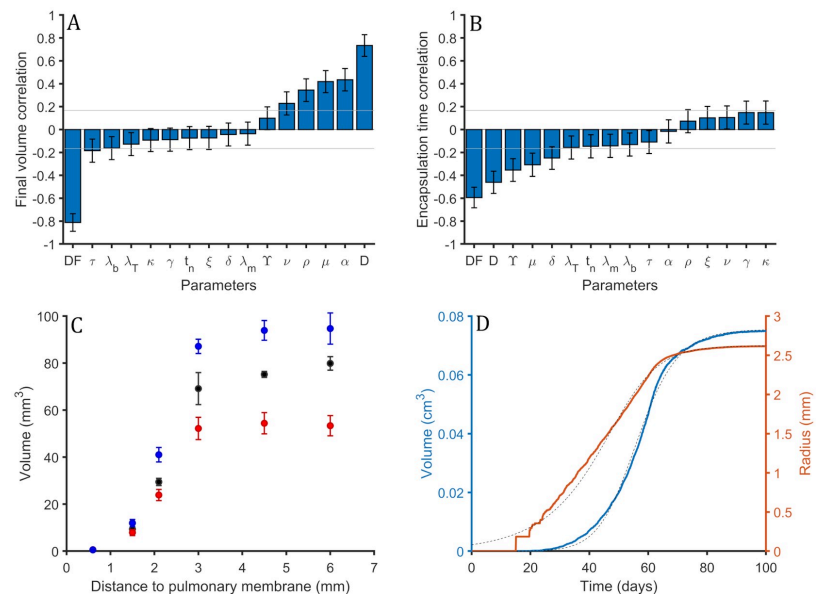 A
Final volume correlation
1
0.8
0.6
0.4
0.2
0
-0.2
-0.4
-0.6
-0.8
-1
DF τ λb λT κ γ tn ξ δ λm ϒ ν ρ μ α D
Parameters
B
Encapsulation time correlation
1
0.8
0.6
0.4
0.2
0
-0.2
-0.4
-0.6
-0.8
-1
DF D ϒ μ δ λT tn λm λb τ α ρ ξ ν γ κ
Parameters
C
Volume (mm3)
100
80
60
40
20
0
0 1 2 3 4 5 6 7
Distance to pulmonary membrane (mm)
D
Volume (cm3)
0.08
0.06
0.04
0.02
0
0 20 40 60 80 100
Time (days)
3
2.5
2
1.5
1
0.5
0
Radius (mm)